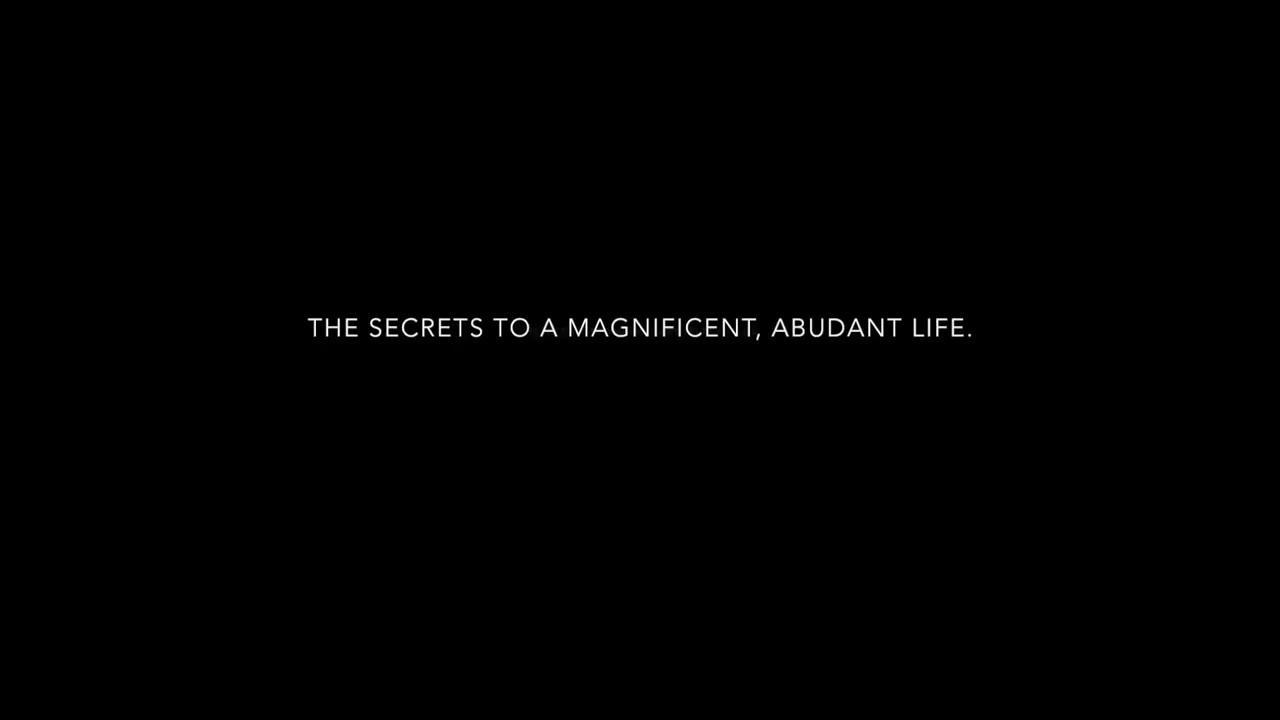 THE SECRETS TO A MAGNIFICENT, ABUDANT LIFE.